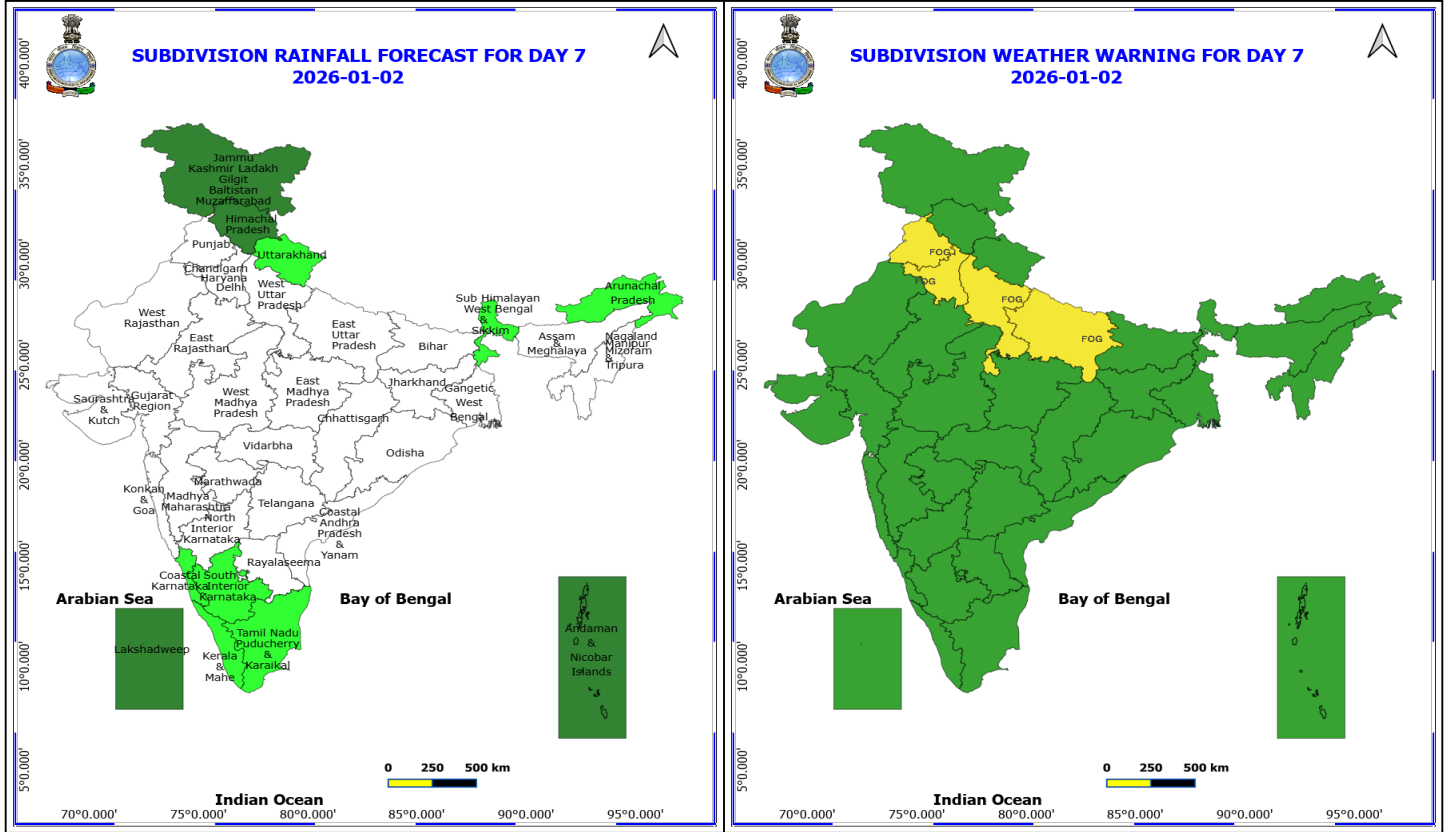 SUBDIVISION RAINFALL FORECAST FOR DAY 7
2026-01-02
40°0.000'
35°0.000'
30°0.000'
25°0.000'
20°0.000'
15°0.000'
10°0.000'
5°0.000'
Jammu
Kashmir Ladakh
Gilgit
Baltistan
Muzaffarabad
Himachal
Pradesh
Punjab
Uttarakhand
Chandigarh
Haryana
Delhi
West
Uttar
Pradesh
Arunachal
Pradesh
Sub Himalayan
West Bengal
&
Sikkim
West
Rajasthan
East
Rajasthan
East
Uttar
Pradesh
Bihar
Assam
&
Meghalaya
Nagaland
Manipur
Mizoram
&
Tripura
Saurashtra
&
Kutch
Gujarat
Region
West
Madhya
Pradesh
East
Madhya
Pradesh
Jharkhand
Gangetic
West
Bengal
Chhattisgarh
Vidarbha
Odisha
Konkan
&
Goa
Madhya
Maharashtra
Marathwada
Telangana
North
Interior
Karnataka
Coastal
Andhra
Pradesh
&
Yanam
Rayalaseema
Coastal
Karnataka
South
Interior
Karnataka
Arabian Sea
Bay of Bengal
Lakshadweep
Kerala
&
Mahe
Tamil Nadu
Puducherry
&
Karaikal
Andaman
&
Nicobar
Islands
0 250 500 km
Indian Ocean
70°0.000' 75°0.000' 80°0.000' 85°0.000' 90°0.000' 95°0.000'
SUBDIVISION WEATHER WARNING FOR DAY 7
2026-01-02
40°0.000'
35°0.000'
30°0.000'
25°0.000'
20°0.000'
15°0.000'
10°0.000'
5°0.000'
FOG
FOG
FOG
FOG
Arabian Sea
Bay of Bengal
0 250 500 km
Indian Ocean
70°0.000' 75°0.000' 80°0.000' 85°0.000' 90°0.000' 95°0.000'